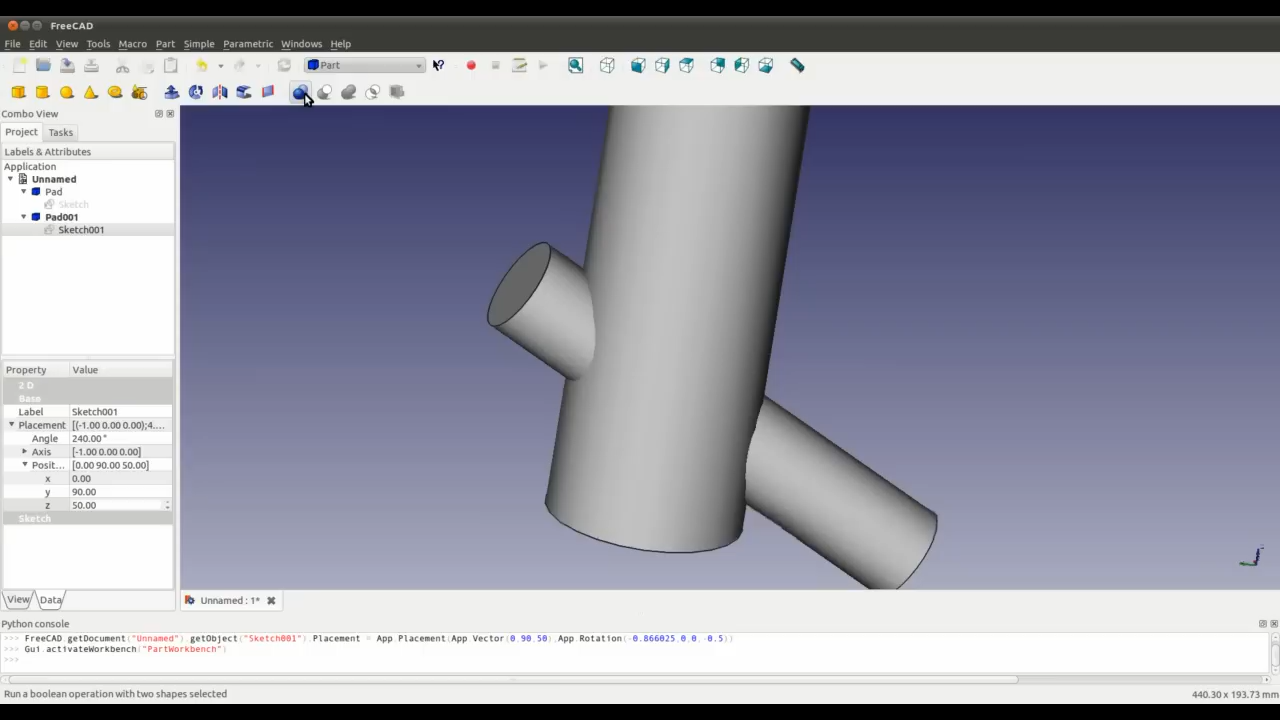 FreeCAD
File Edit View Tools Macro Part Simple Parametric Windows Help
Part
Combo View
Project Tasks
Labels & Attributes
Application
Unnamed
Pad
Sketch
Pad001
Sketch001
Property Value
2 D
Base
Label Sketch001
Placement [(-1.00 0.00 0.00);4....
Angle 240.00 °
Axis [-1.00 0.00 0.00]
Posit... [0.00 90.00 50.00]
x 0.00
y 90.00
z 50.00
Sketch
View Data
Unnamed : 1*
Python console
>>> FreeCAD.getDocument("Unnamed").getObject("Sketch001").Placement = App.Placement(App.Vector(0,90,50),App.Rotation(-0.866025,0,0,-0.5))
>>> Gui.activateWorkbench("PartWorkbench")
>>>
Run a boolean operation with two shapes selected
440.30 x 193.73 mm